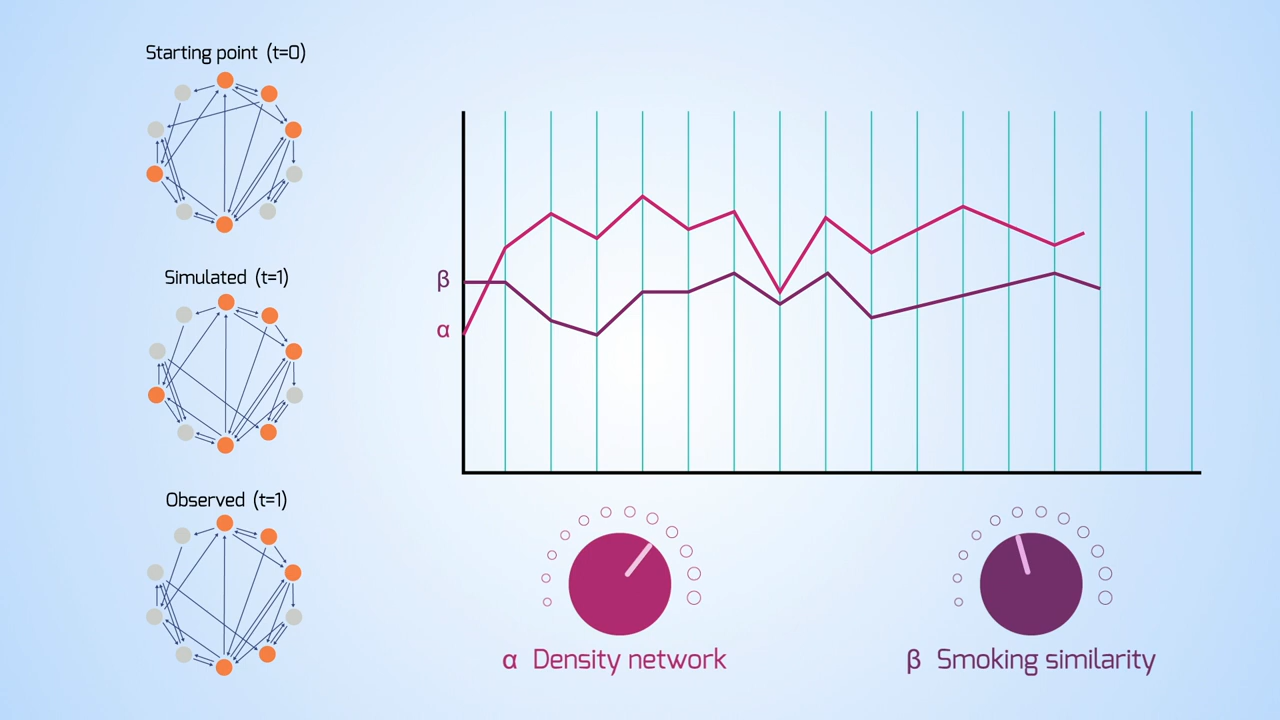 Starting point (t=0)
Simulated (t=1)
Observed (t=1)
β
α
α Density network
β Smoking similarity